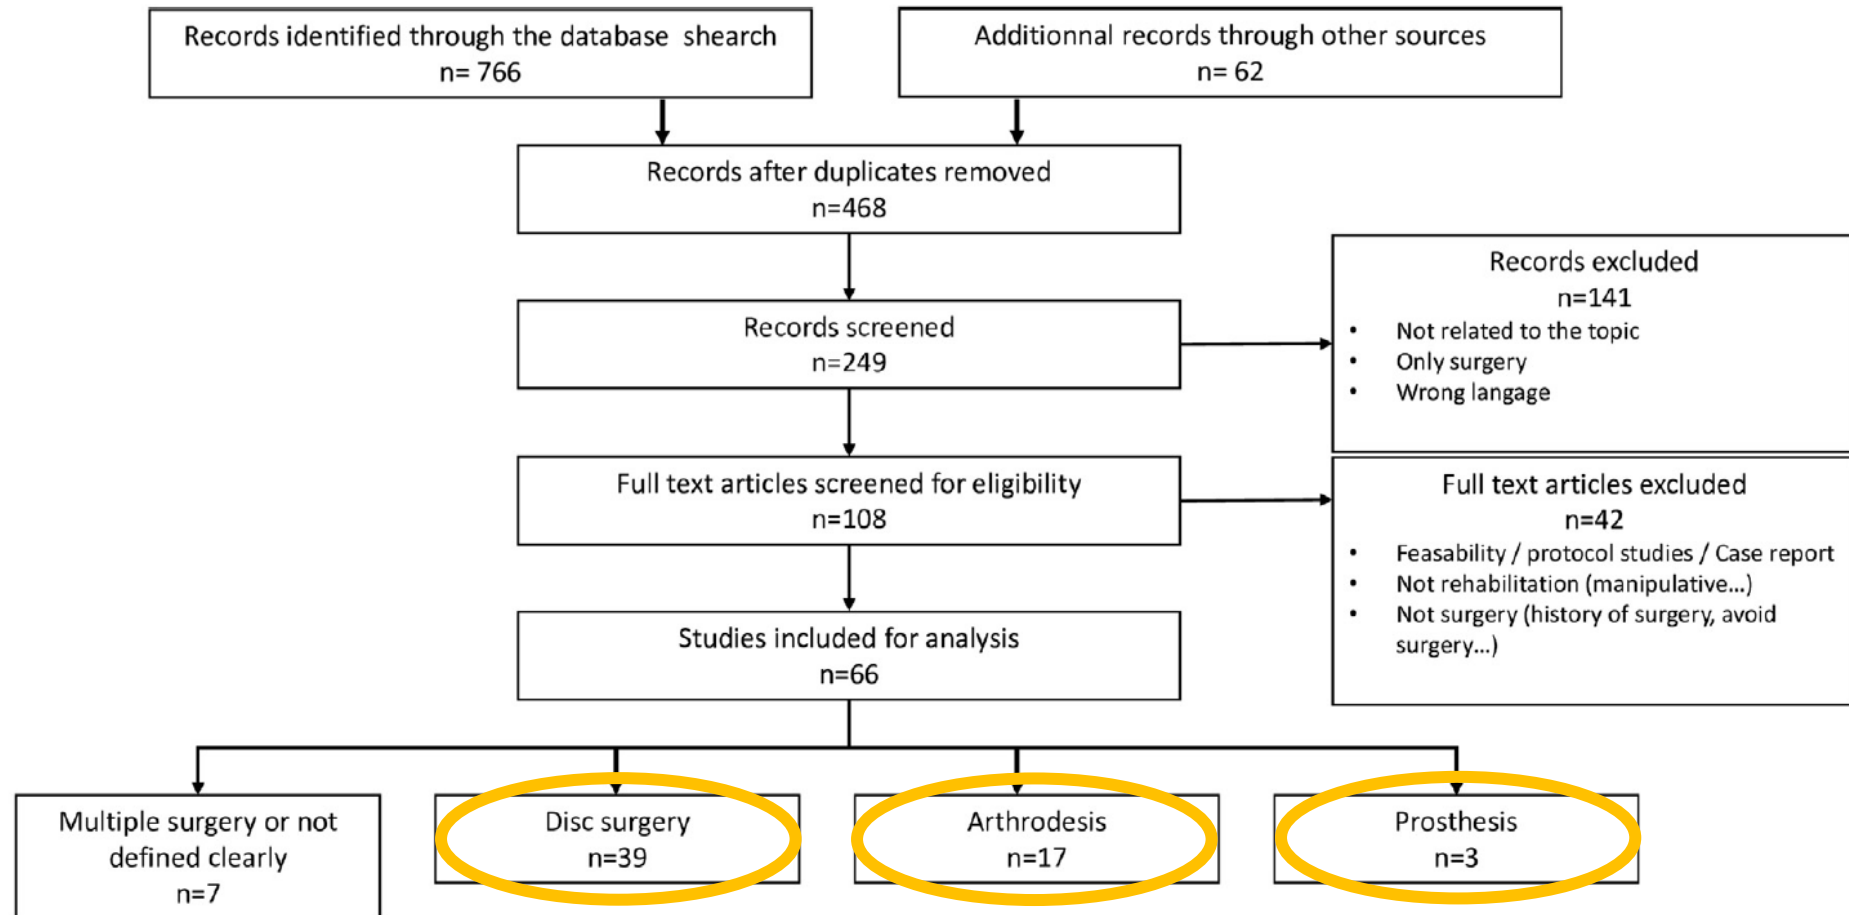 Records identified through the database shearch
n= 766
Additionnal records through other sources
n= 62
Records after duplicates removed
n=468
Records screened
n=249
Records excluded
n=141
• Not related to the topic
• Only surgery
• Wrong langage
Full text articles screened for eligibility
n=108
Full text articles excluded
n=42
• Feasability / protocol studies / Case report
• Not rehabilitation (manipulative...)
• Not surgery (history of surgery, avoid
surgery...)
Studies included for analysis
n=66
Multiple surgery or not
defined clearly
n=7
Disc surgery
n=39
Arthrodesis
n=17
Prosthesis
n=3